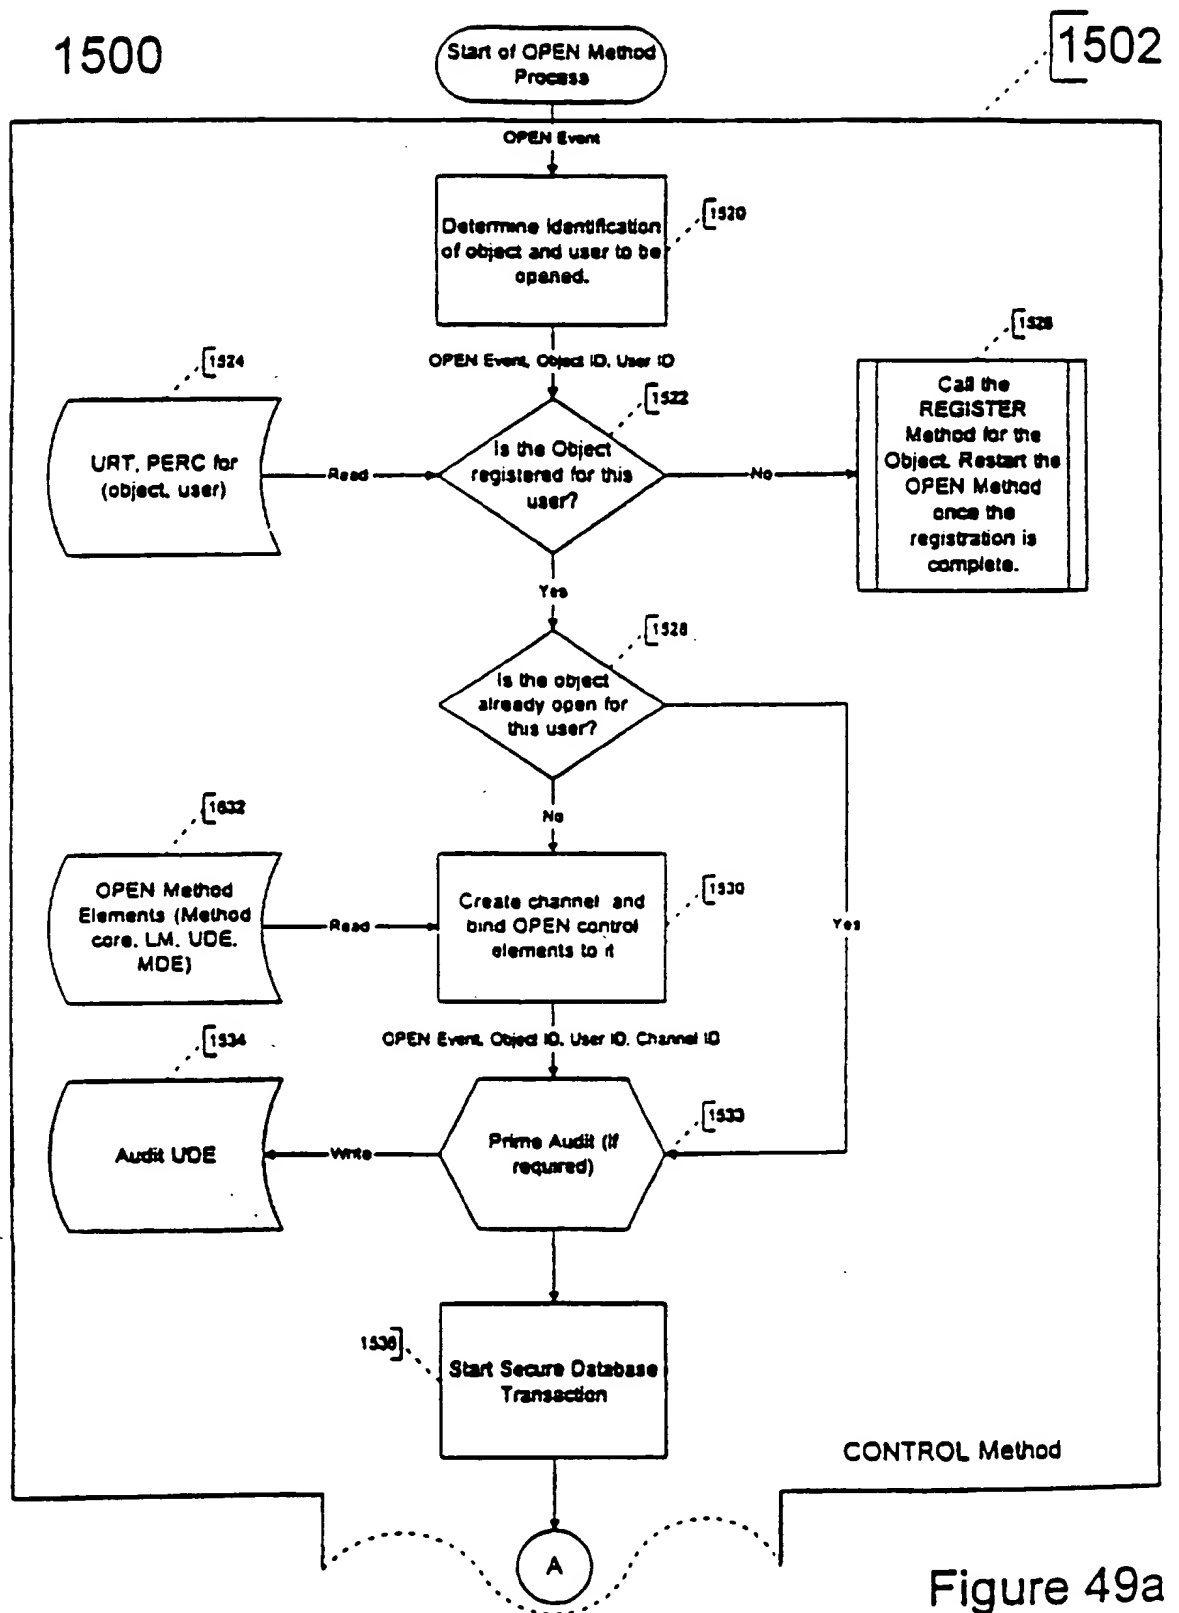 1500
Start of OPEN Method
Process
1502
OPEN Event
Determine identification
of object and user to be
opened.
1520
OPEN Event, Object ID, User ID
1524
URT, PERC for
(object, user)
Read
1522
Is the Object
registered for this
user?
No
1526
Call the
REGISTER
Method for the
Object. Restart the
OPEN Method
once the
registration is
complete.
Yes
1528
Is the object
already open for
this user?
No
Yes
1632
OPEN Method
Elements (Method
core, LM, UDE,
MDE)
Read
1530
Create channel and
bind OPEN control
elements to it
OPEN Event, Object ID, User ID, Channel ID
1534
Audit UDE
Write
1533
Prime Audit (if
required)
1536
Start Secure Database
Transaction
CONTROL Method
A
Figure 49a